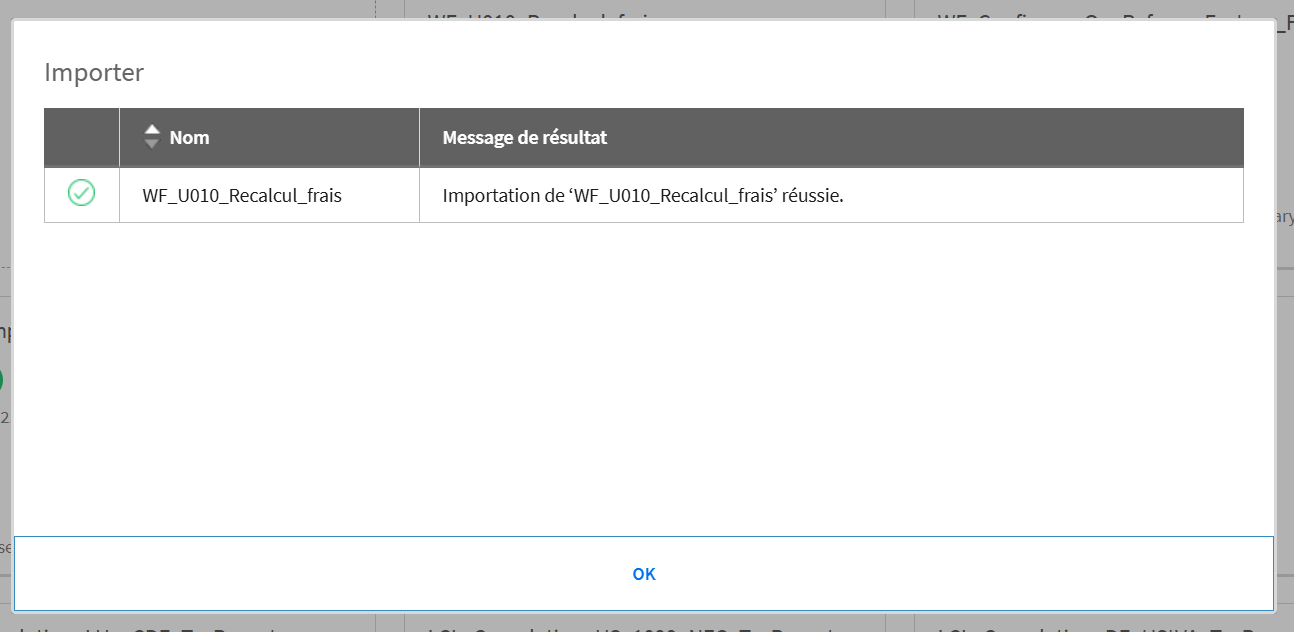 Importer
Nom
Message de résultat
WF_U010_Recalcul_frais
Importation de ‘WF_U010_Recalcul_frais’ réussie.
OK